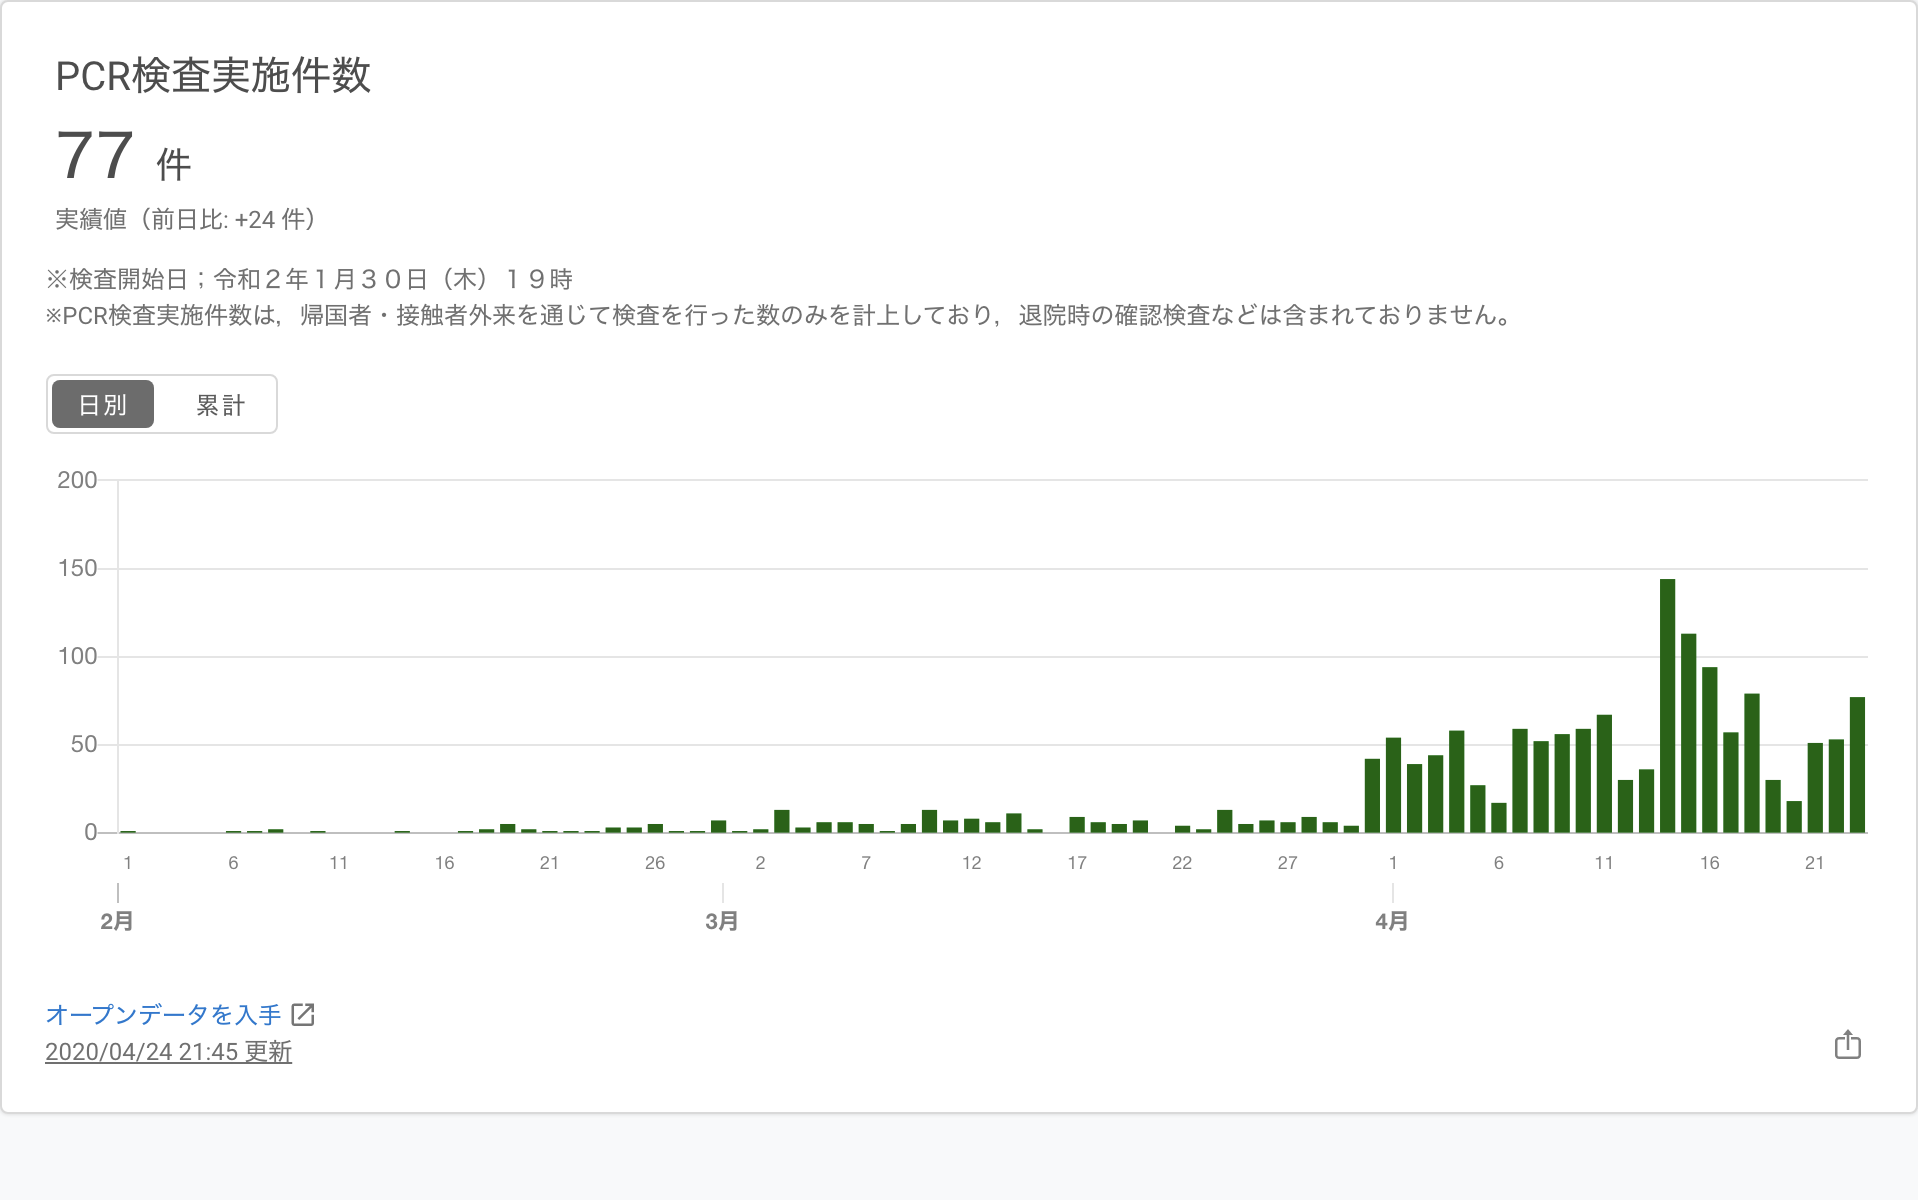 PCR検査実施件数
77 件
実績値（前日比: +24 件）
※検査開始日；令和２年１月３０日（木）１９時
※PCR検査実施件数は，帰国者・接触者外来を通じて検査を行った数のみを計上しており，退院時の確認検査などは含まれておりません。
日別 累計
200
150
100
50
0
1 6 11 16 21 26 2 7 12 17 22 27 1 6 11 16 21
2月 3月 4月
オープンデータを入手
2020/04/24 21:45 更新